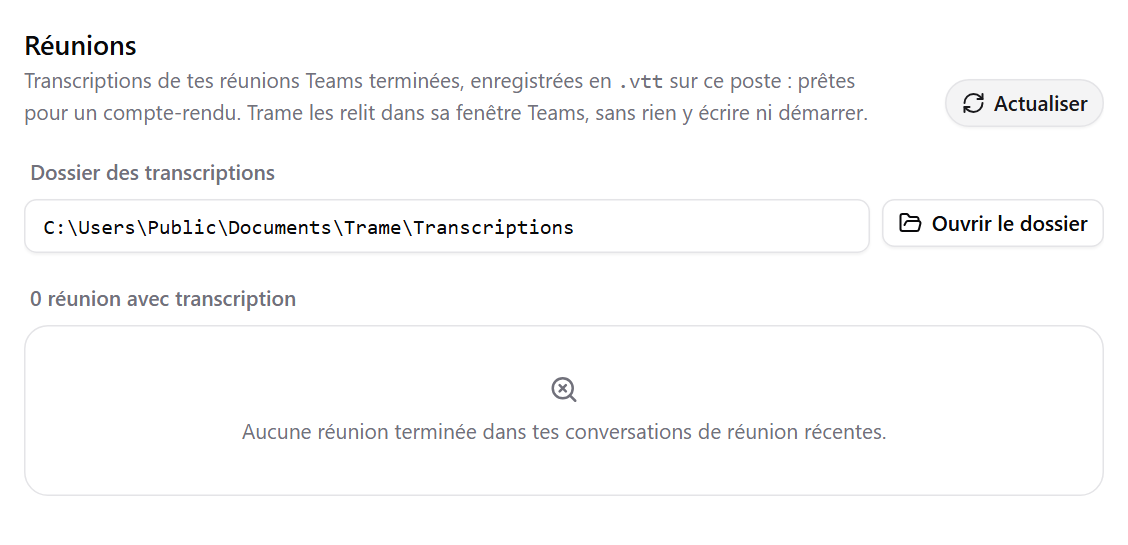 Réunions
Transcriptions de tes réunions Teams terminées, enregistrées en .vtt sur ce poste : prêtes
pour un compte-rendu. Trame les relit dans sa fenêtre Teams, sans rien y écrire ni démarrer.
Actualiser
Dossier des transcriptions
C:\Users\Public\Documents\Trame\Transcriptions
Ouvrir le dossier
0 réunion avec transcription
Aucune réunion terminée dans tes conversations de réunion récentes.